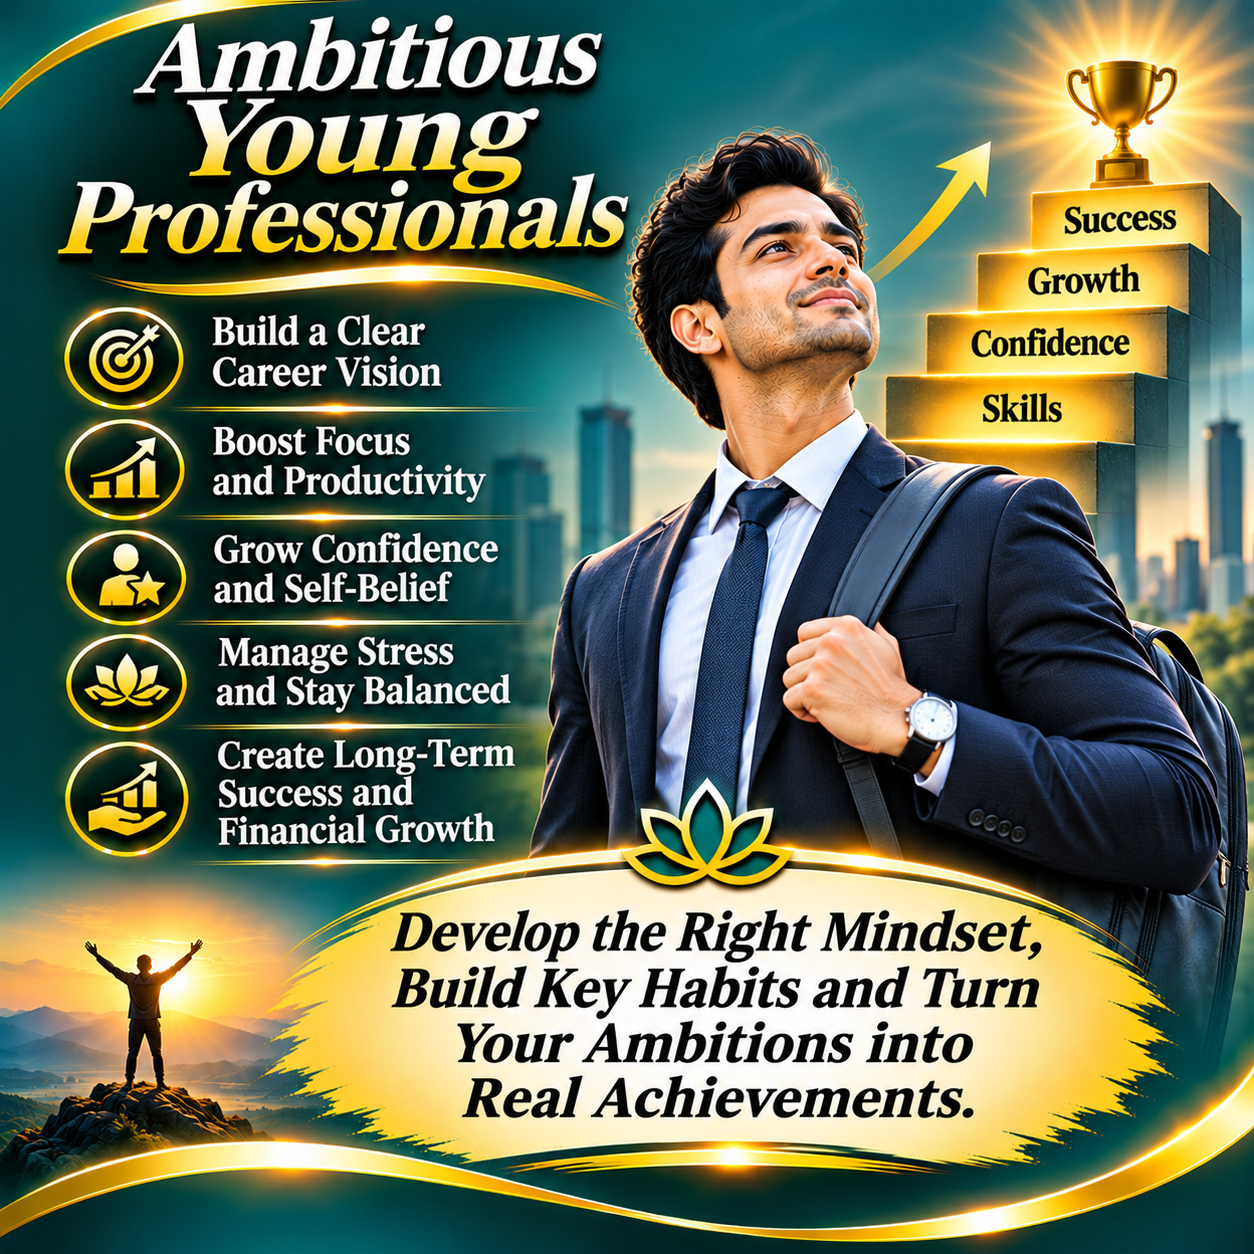 Ambitious
Young
Professionals
Build a Clear
Career Vision
Boost Focus
and Productivity
Grow Confidence
and Self-Belief
Manage Stress
and Stay Balanced
Create Long-Term
Success and
Financial Growth
Success
Growth
Confidence
Skills
Develop the Right Mindset,
Build Key Habits and Turn
Your Ambitions into
Real Achievements.